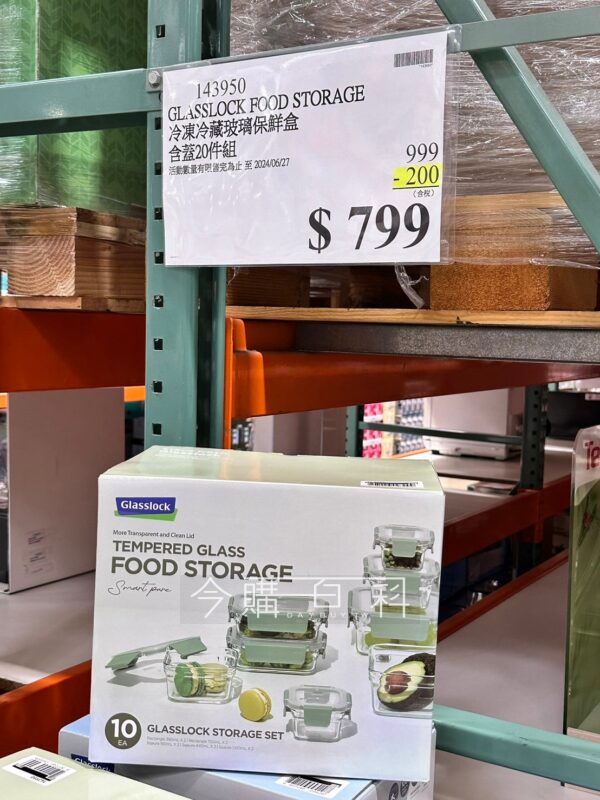 143950
GLASSLOCK FOOD STORAGE
冷凍冷藏玻璃保鮮盒
含蓋20件組
活動數量有限售完為止 至 2024/06/27
999
- 200
(含稅)
$ 799
Glasslock
More Transparent and Clean Lid
TEMPERED GLASS
FOOD STORAGE
Smart pure
今購百科
10
EA
GLASSLOCK STORAGE SET
Glasslock